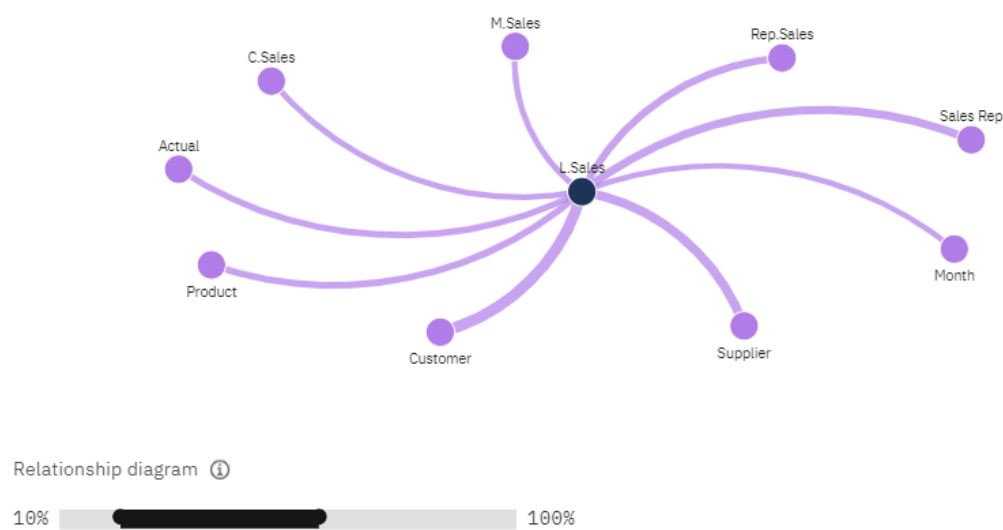 M.Sales
Rep.Sales
C.Sales
Sales Rep
Actual
L.Sales
Month
Product
Supplier
Customer
Relationship diagram
10% 100%